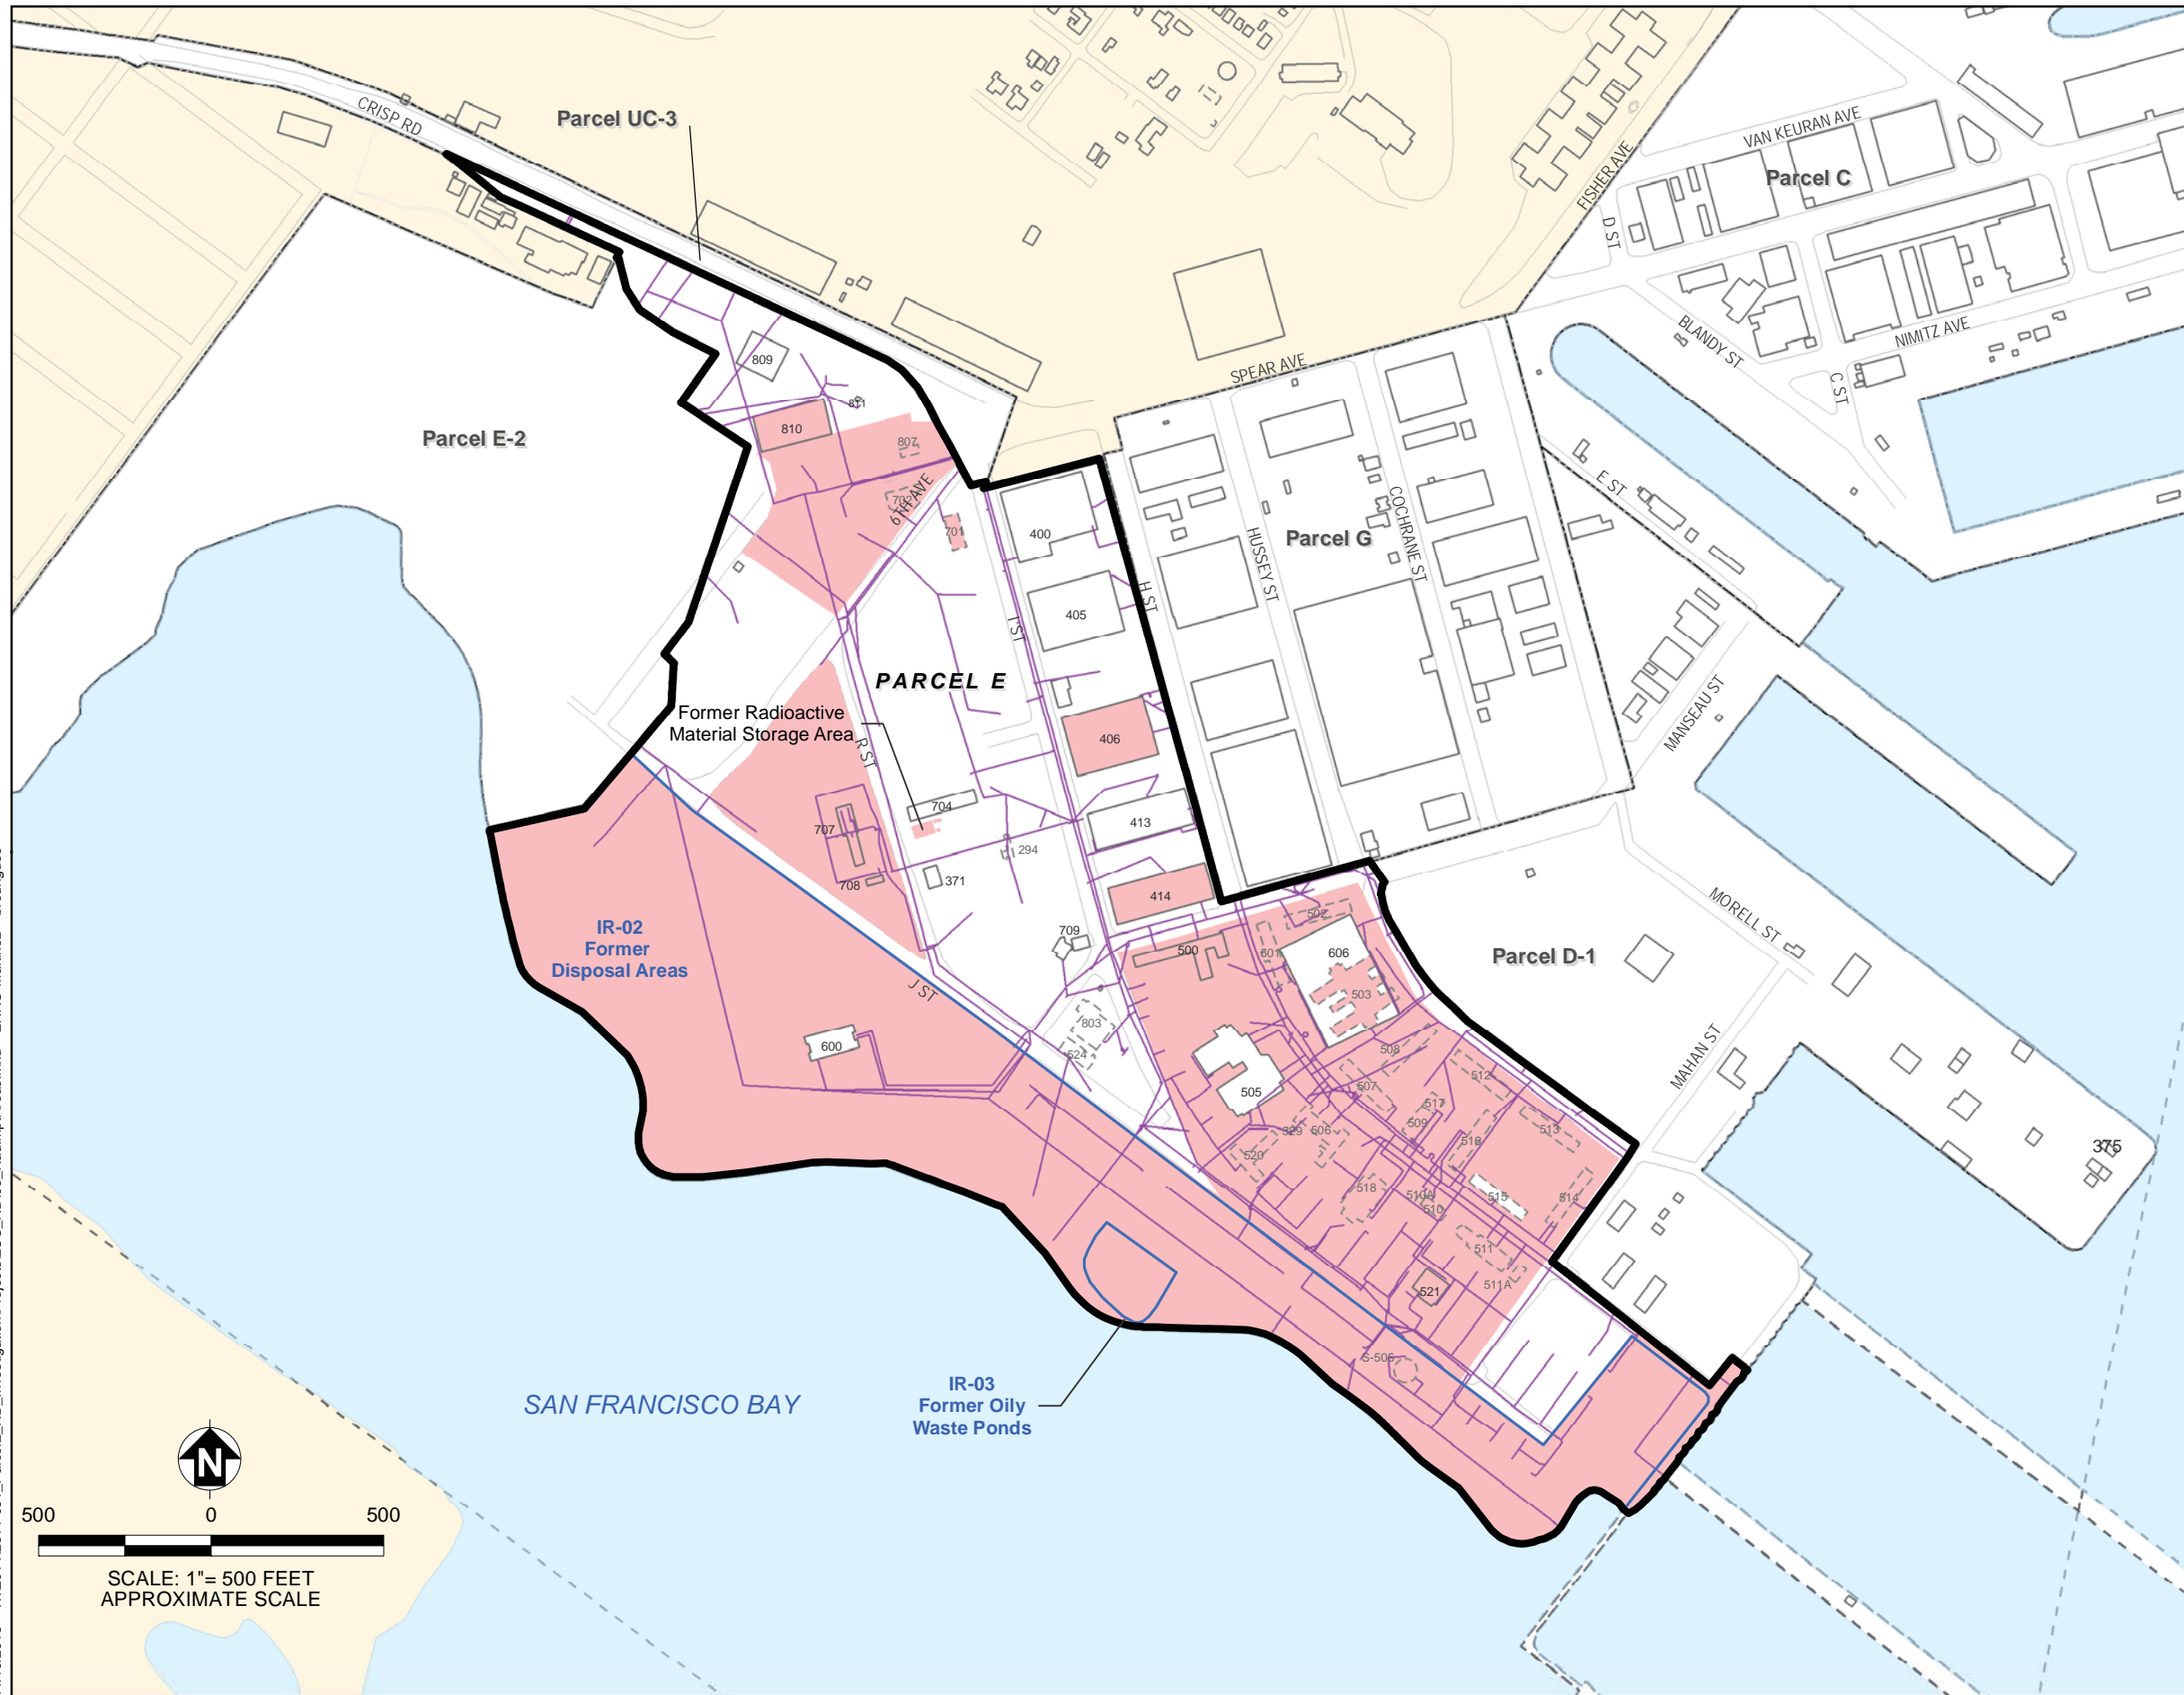 Parcel UC-3
CRISP RD
VAN KEURAN AVE
Parcel C
FISHER AVE
D ST
BLANDY ST
NIMITZ AVE
C ST
809
SPEAR AVE
811
810
807
Parcel E-2
702
6TH AVE
701
400
E ST
COCHRANE ST
Parcel G
HUSSEY ST
H ST
405
I ST
PARCEL E
Former Radioactive
Material Storage Area
R ST
406
MANSEAU ST
704
707
413
294
708
371
414
MORELL ST
502
709
500
501
606
Parcel D-1
IR-02
Former
Disposal Areas
J ST
503
803
600
524
508
MAHAN ST
512
507
505
517
509
513
329
506
516
375
520
518
510A
515
514
510
511
511A
521
S-505
SAN FRANCISCO BAY
IR-03
Former Oily
Waste Ponds
N
500
0
500
SCALE: 1"= 500 FEET
APPROXIMATE SCALE